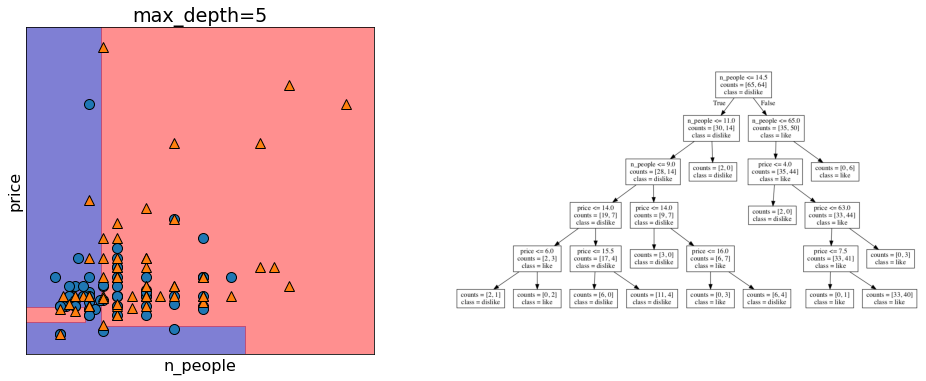 max_depth=5
price
n_people
n_people <= 14.5
counts = [65, 64]
class = dislike
True
False
n_people <= 11.0
counts = [30, 14]
class = dislike
n_people <= 65.0
counts = [35, 50]
class = like
n_people <= 9.0
counts = [28, 14]
class = dislike
counts = [2, 0]
class = dislike
price <= 4.0
counts = [35, 44]
class = like
counts = [0, 6]
class = like
price <= 14.0
counts = [19, 7]
class = dislike
price <= 14.0
counts = [9, 7]
class = dislike
counts = [2, 0]
class = dislike
price <= 63.0
counts = [33, 44]
class = like
price <= 6.0
counts = [2, 3]
class = like
price <= 15.5
counts = [17, 4]
class = dislike
counts = [3, 0]
class = dislike
price <= 16.0
counts = [6, 7]
class = like
price <= 7.5
counts = [33, 41]
class = like
counts = [0, 3]
class = like
counts = [2, 1]
class = dislike
counts = [0, 2]
class = like
counts = [6, 0]
class = dislike
counts = [11, 4]
class = dislike
counts = [0, 3]
class = like
counts = [6, 4]
class = dislike
counts = [0, 1]
class = like
counts = [33, 40]
class = like